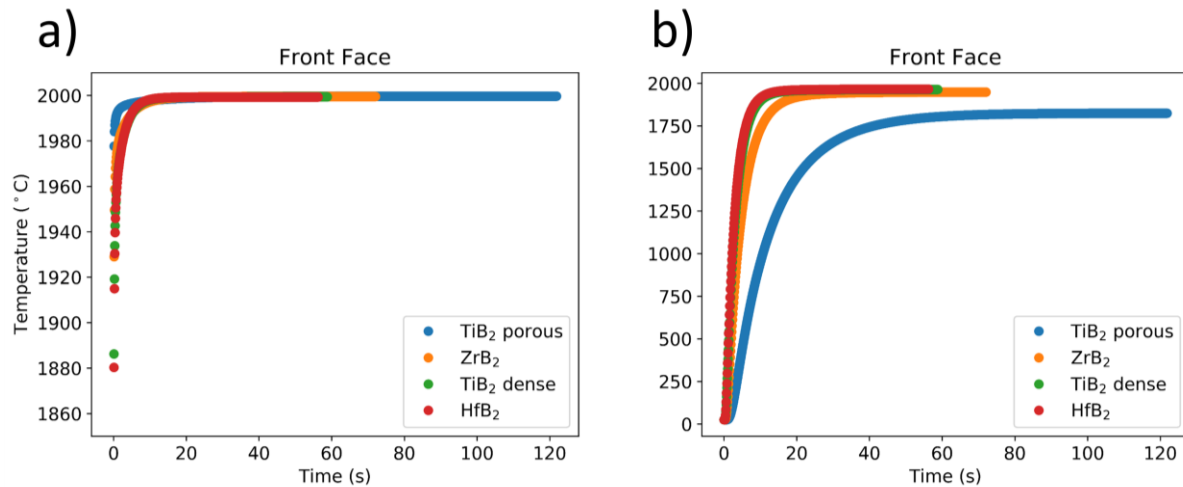 a)
Front Face
Temperature (°C)
2000
1980
1960
1940
1920
1900
1880
1860
0 20 40 60 80 100 120
Time (s)
TiB₂ porous
ZrB₂
TiB₂ dense
HfB₂
b)
Front Face
2000
1750
1500
1250
1000
750
500
250
0
0 20 40 60 80 100 120
Time (s)
TiB₂ porous
ZrB₂
TiB₂ dense
HfB₂